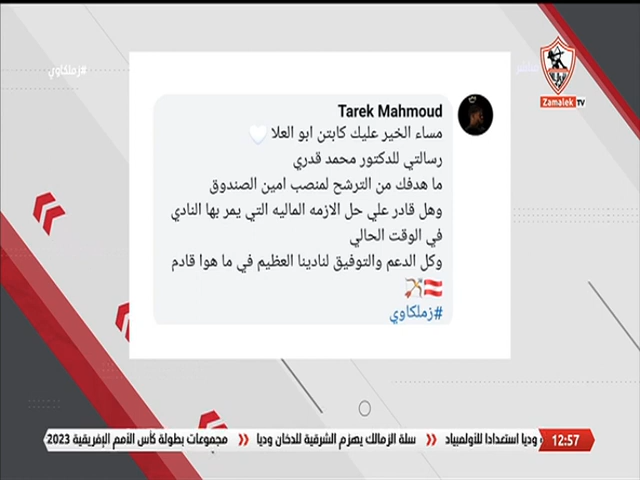 #زملكاوي
مباشر
Zamalek TV
Tarek Mahmoud
مساء الخير عليك كابتن ابو العلا 🤍
رسالتي للدكتور محمد قدري
ما هدفك من الترشح لمنصب امين الصندوق
وهل قادر علي حل الازمه الماليه التي يمر بها النادي
في الوقت الحالي
وكل الدعم والتوفيق لنادينا العظيم في ما هوا قادم
🇦🇹🏹
#زملكاوي
12:57 وديا استعدادا للأولمبياد » سلة الزمالك يهزم الشرقية للدخان وديا » مجموعات بطولة كأس الأمم الإفريقية 2023